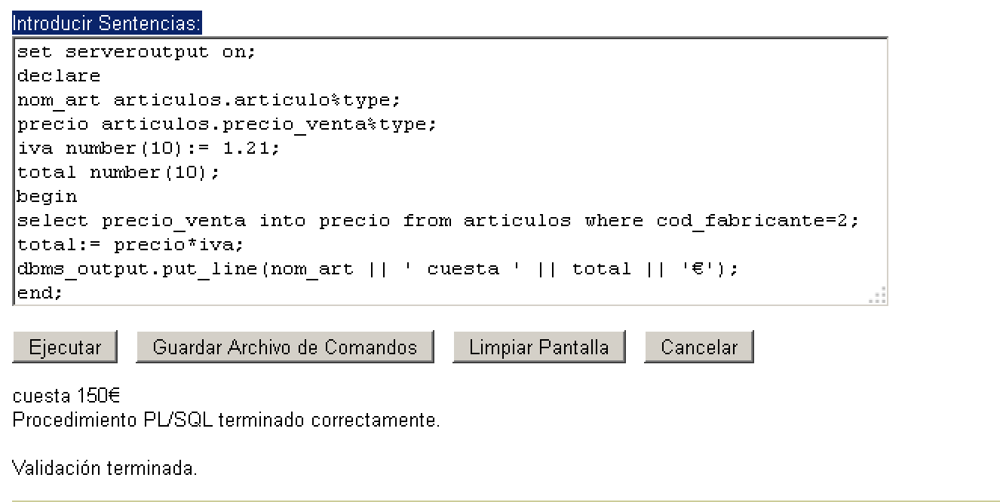 Introducir Sentencias:
set serveroutput on;
declare
nom_art articulos.articulo%type;
precio articulos.precio_venta%type;
iva number(10):= 1.21;
total number(10);
begin
select precio_venta into precio from articulos where cod_fabricante=2;
total:= precio*iva;
dbms_output.put_line(nom_art || ' cuesta ' || total || '€');
end;
Ejecutar Guardar Archivo de Comandos Limpiar Pantalla Cancelar
cuesta 150€
Procedimiento PL/SQL terminado correctamente.
Validación terminada.